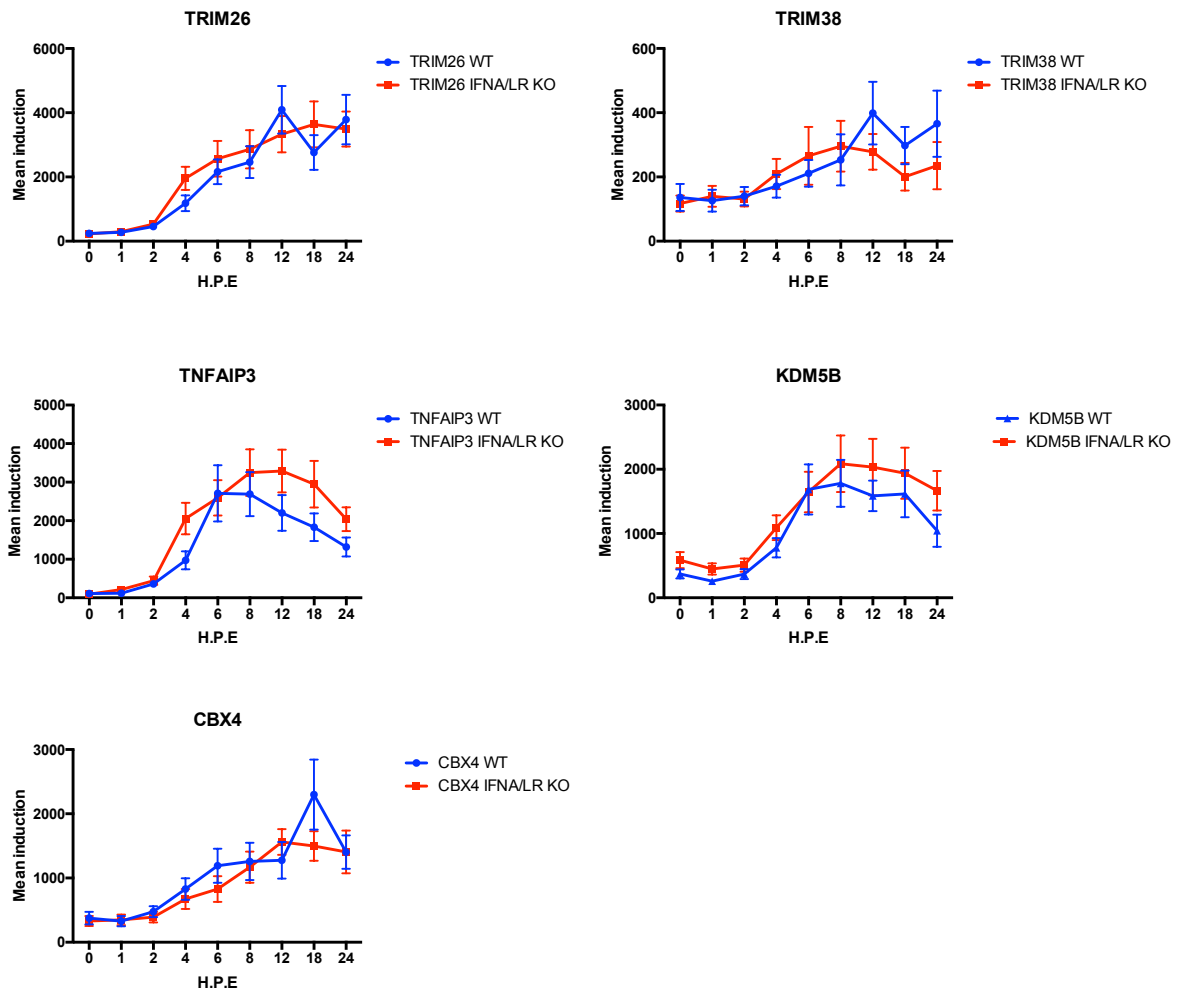 TRIM26
6000
4000
2000
0
Mean induction
0 1 2 4 6 8 12 18 24
H.P.E
TRIM26 WT
TRIM26 IFNA/LR KO
TRIM38
600
400
200
0
Mean induction
0 1 2 4 6 8 12 18 24
H.P.E
TRIM38 WT
TRIM38 IFNA/LR KO
TNFAIP3
5000
4000
3000
2000
1000
0
Mean induction
0 1 2 4 6 8 12 18 24
H.P.E
TNFAIP3 WT
TNFAIP3 IFNA/LR KO
KDM5B
3000
2000
1000
0
Mean induction
0 1 2 4 6 8 12 18 24
H.P.E
KDM5B WT
KDM5B IFNA/LR KO
CBX4
3000
2000
1000
0
Mean induction
0 1 2 4 6 8 12 18 24
H.P.E
CBX4 WT
CBX4 IFNA/LR KO